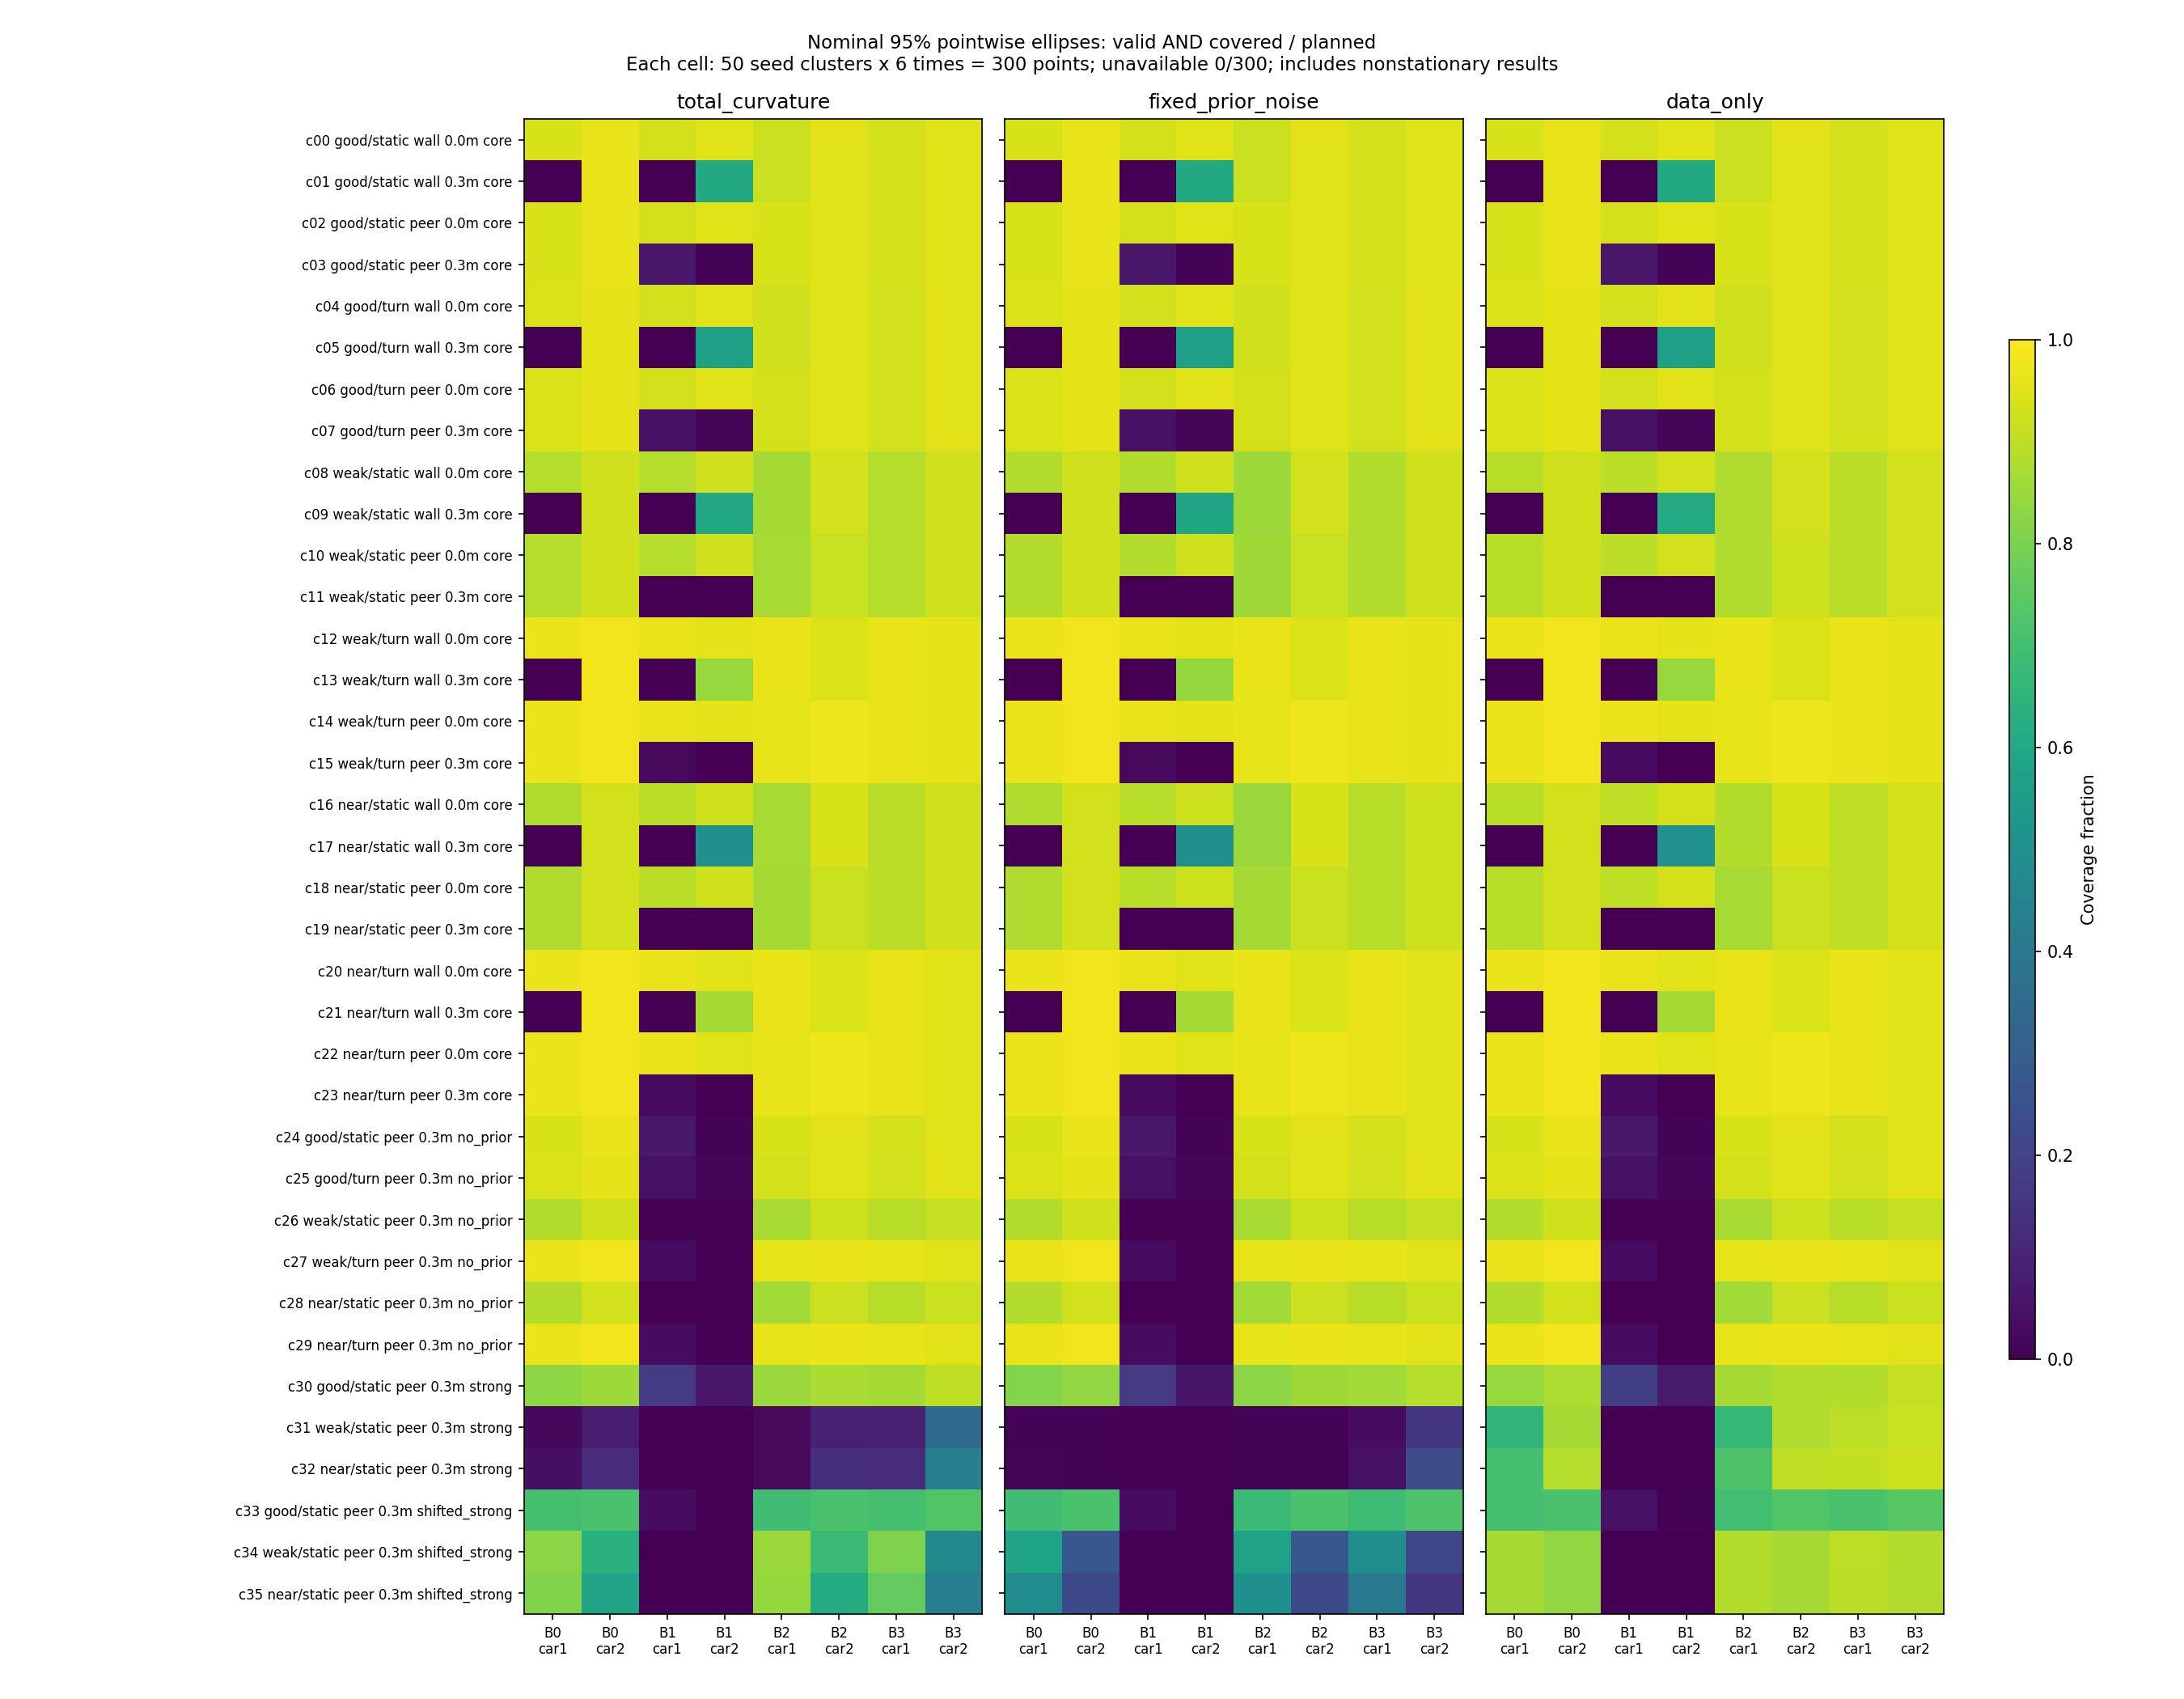 Nominal 95% pointwise ellipses: valid AND covered / planned
Each cell: 50 seed clusters x 6 times = 300 points; unavailable 0/300; includes nonstationary results
total_curvature
fixed_prior_noise
data_only
c00 good/static wall 0.0m core
c01 good/static wall 0.3m core
c02 good/static peer 0.0m core
c03 good/static peer 0.3m core
c04 good/turn wall 0.0m core
c05 good/turn wall 0.3m core
c06 good/turn peer 0.0m core
c07 good/turn peer 0.3m core
c08 weak/static wall 0.0m core
c09 weak/static wall 0.3m core
c10 weak/static peer 0.0m core
c11 weak/static peer 0.3m core
c12 weak/turn wall 0.0m core
c13 weak/turn wall 0.3m core
c14 weak/turn peer 0.0m core
c15 weak/turn peer 0.3m core
c16 near/static wall 0.0m core
c17 near/static wall 0.3m core
c18 near/static peer 0.0m core
c19 near/static peer 0.3m core
c20 near/turn wall 0.0m core
c21 near/turn wall 0.3m core
c22 near/turn peer 0.0m core
c23 near/turn peer 0.3m core
c24 good/static peer 0.3m no_prior
c25 good/turn peer 0.3m no_prior
c26 weak/static peer 0.3m no_prior
c27 weak/turn peer 0.3m no_prior
c28 near/static peer 0.3m no_prior
c29 near/turn peer 0.3m no_prior
c30 good/static peer 0.3m strong
c31 weak/static peer 0.3m strong
c32 near/static peer 0.3m strong
c33 good/static peer 0.3m shifted_strong
c34 weak/static peer 0.3m shifted_strong
c35 near/static peer 0.3m shifted_strong
B0 B0 B1 B1 B2 B2 B3 B3
car1 car2 car1 car2 car1 car2 car1 car2
B0 B0 B1 B1 B2 B2 B3 B3
car1 car2 car1 car2 car1 car2 car1 car2
B0 B0 B1 B1 B2 B2 B3 B3
car1 car2 car1 car2 car1 car2 car1 car2
1.0
0.8
0.6
0.4
0.2
0.0
Coverage fraction